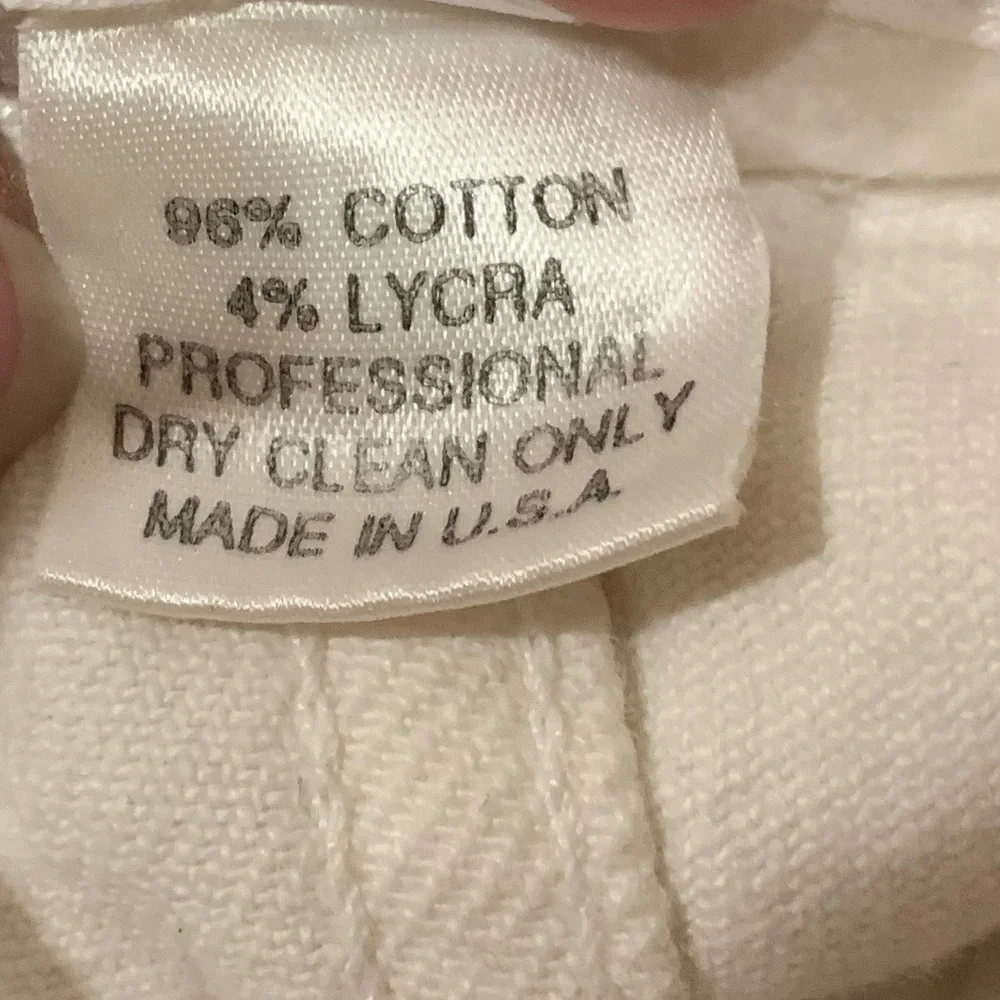 96% COTTON
4% LYCRA
PROFESSIONAL
DRY CLEAN ONLY
MADE IN U.S.A.